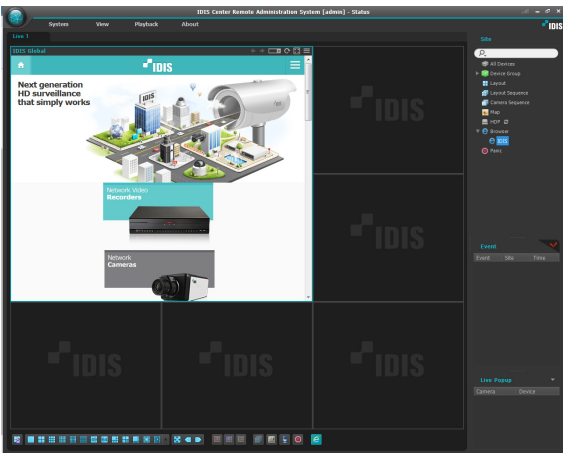 IDIS Center Remote Administration System [admin] - Status
System View Playback About
IDIS
Live 1
IDIS Global
IDIS
Next generation
HD surveillance
that simply works
IDIS
Network Video
Recorders
Network
Cameras
IDIS
IDIS
IDIS
IDIS
IDIS
Site
All Devices
Device Group
Layout
Layout Sequence
Camera Sequence
Map
HDP
Browser
IDIS
Panic
Event
Event Site Time
Live Popup
Camera Device